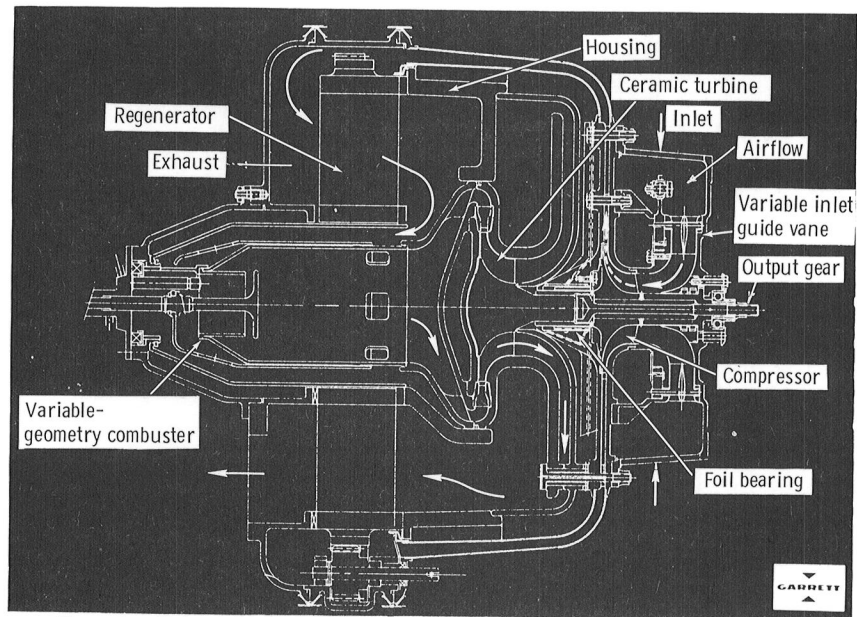 Housing
Ceramic turbine
Regenerator
Inlet
Exhaust
Airflow
Variable inlet
guide vane
Output gear
Compressor
Variable-
geometry combuster
Foil bearing
GARRETT